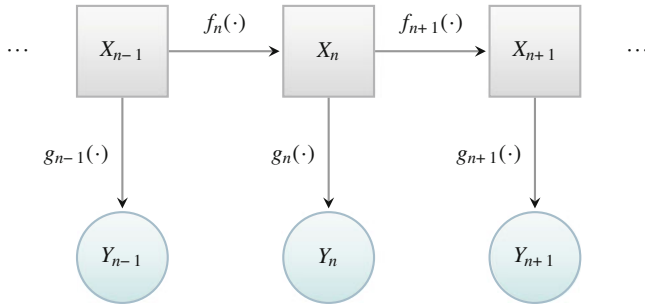 f_n(·) f_{n+1}(·)
⋯ X_{n−1} X_n X_{n+1} ⋯
g_{n−1}(·) g_n(·) g_{n+1}(·)
Y_{n−1} Y_n Y_{n+1}